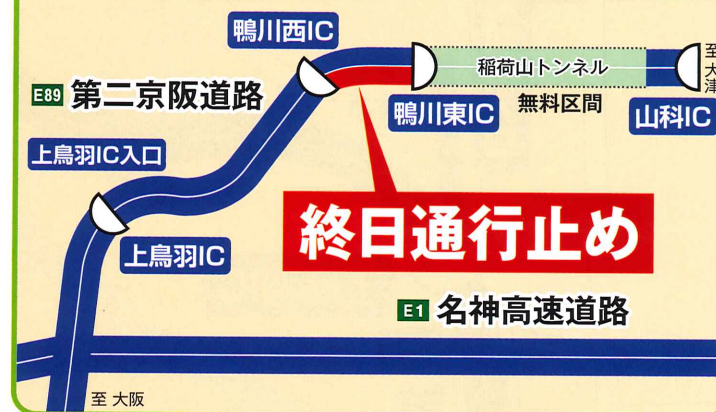 鴨川西IC
至大津
稲荷山トンネル
E89 第二京阪道路
鴨川東IC
無料区間
山科IC
上鳥羽IC入口
終日通行止め
上鳥羽IC
E1 名神高速道路
至 大阪